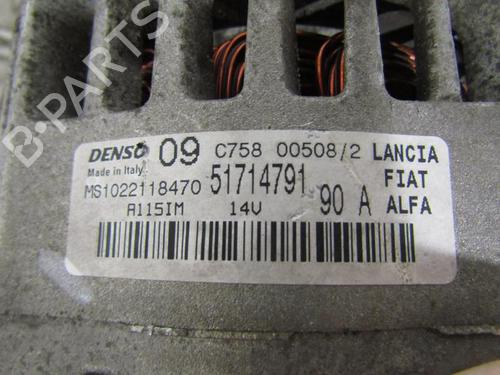 DENSO 09 C758 00508/2 LANCIA
Made in Italy
MS1022118470 51714791 FIAT
A115IM 14V 90 A ALFA
B-PARTS